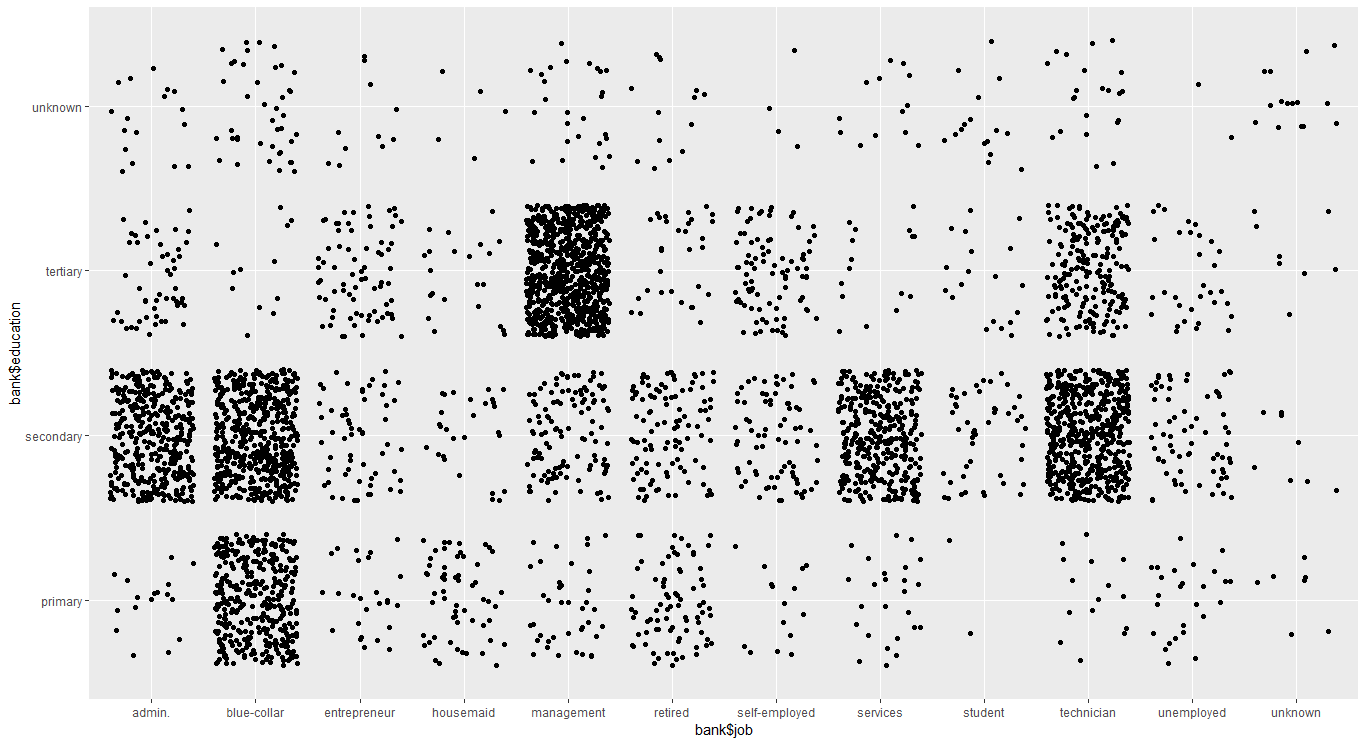 bank$education
unknown
tertiary
secondary
primary
admin. blue-collar entrepreneur housemaid management retired self-employed services student technician unemployed unknown
bank$job